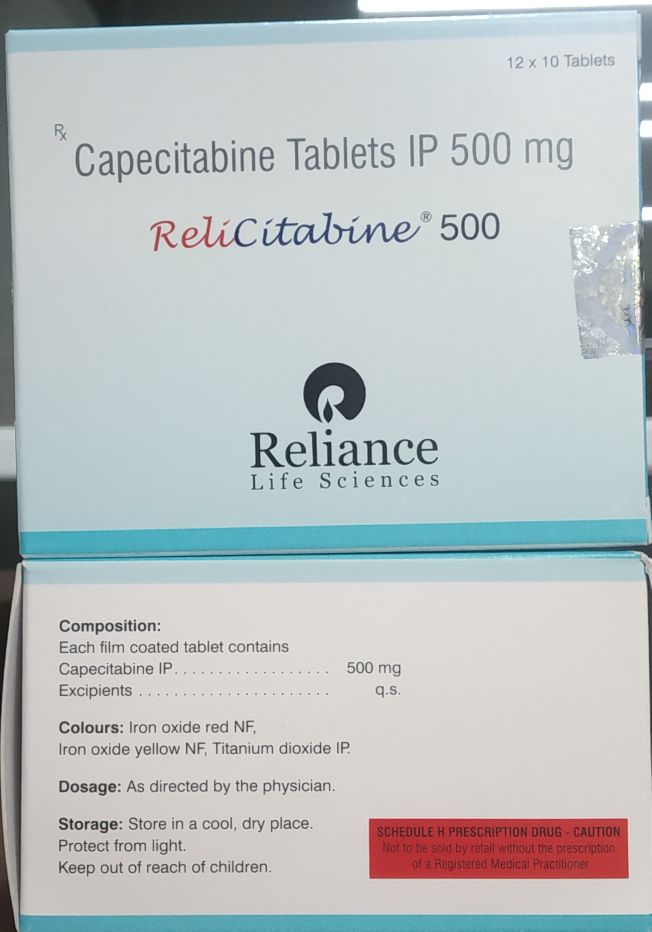 12 x 10 Tablets
Rx Capecitabine Tablets IP 500 mg
ReliCitabine® 500
Reliance
Life Sciences
Composition:
Each film coated tablet contains
Capecitabine IP. . . . . . . . . . . . . . . . . . 500 mg
Excipients . . . . . . . . . . . . . . . . . . . . . . q.s.
Colours: Iron oxide red NF,
Iron oxide yellow NF, Titanium dioxide IP.
Dosage: As directed by the physician.
Storage: Store in a cool, dry place.
Protect from light.
Keep out of reach of children.
SCHEDULE H PRESCRIPTION DRUG - CAUTION
Not to be sold by retail without the prescription
of a Registered Medical Practitioner